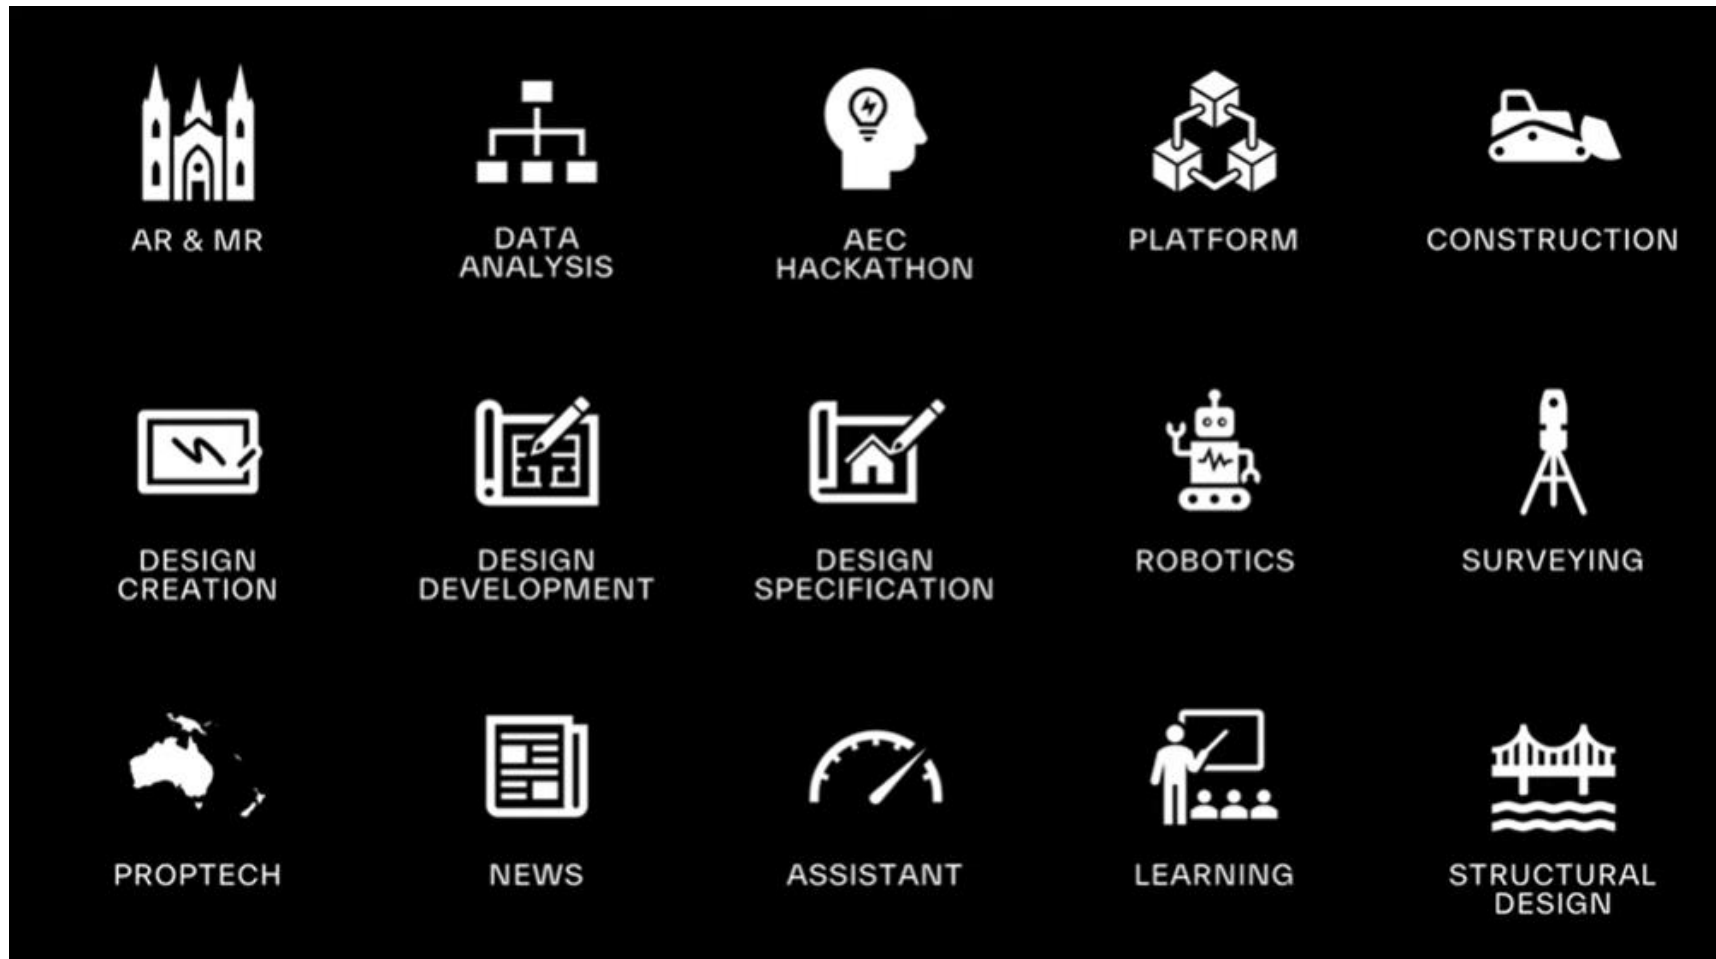 AR & MR
DATA
ANALYSIS
AEC
HACKATHON
PLATFORM
CONSTRUCTION
DESIGN
CREATION
DESIGN
DEVELOPMENT
DESIGN
SPECIFICATION
ROBOTICS
SURVEYING
PROPTECH
NEWS
ASSISTANT
LEARNING
STRUCTURAL
DESIGN